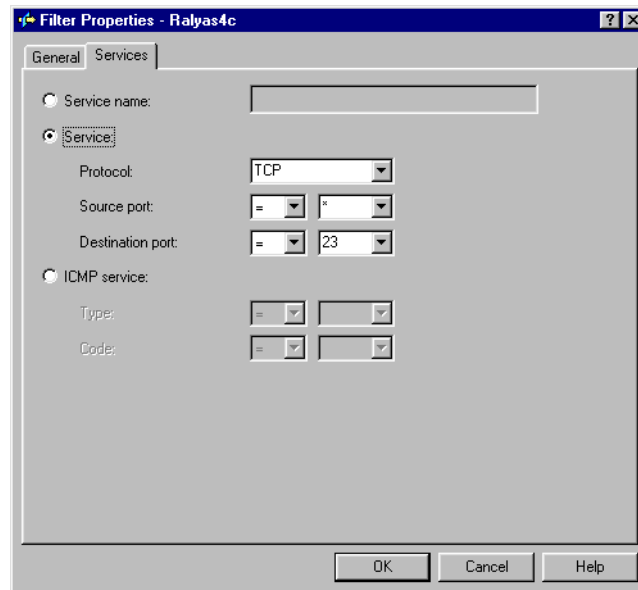 Filter Properties - Ralyas4c
General Services
Service name:
Service:
Protocol: TCP
Source port: = *
Destination port: = 23
ICMP service:
Type: =
Code: =
OK Cancel Help